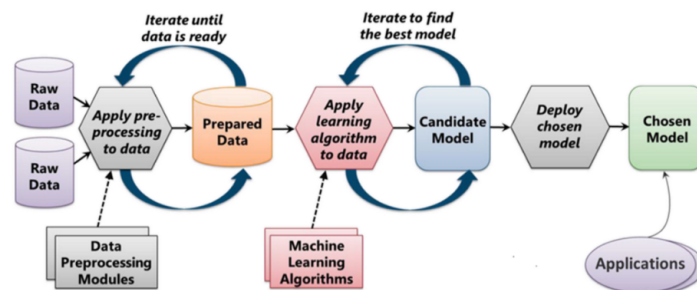 Iterate until
data is ready
Iterate to find
the best model
Raw
Data
Raw
Data
Apply pre-
processing
to data
Prepared
Data
Apply
learning
algorithm
to data
Candidate
Model
Deploy
chosen
model
Chosen
Model
Data
Preprocessing
Modules
Machine
Learning
Algorithms
Applications